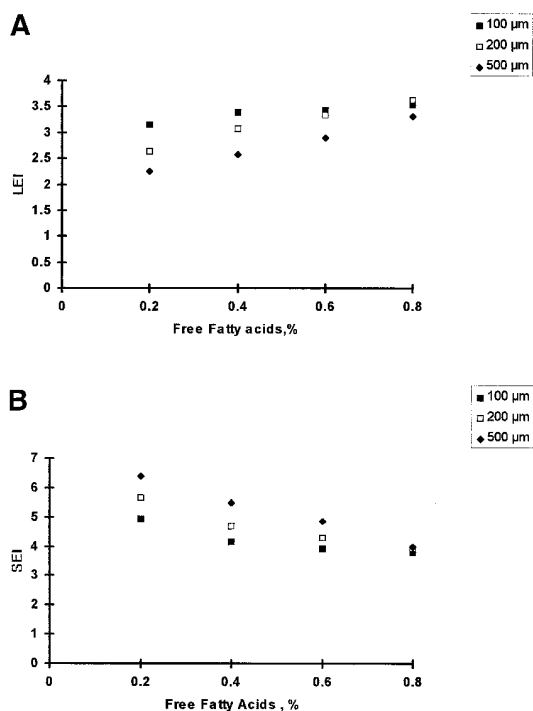 A
■ 100 µm
□ 200 µm
◆ 500 µm
4
3.5
3
2.5
2
1.5
1
0.5
0
LEI
0 0.2 0.4 0.6 0.8
Free Fatty acids,%
B
■ 100 µm
□ 200 µm
◆ 500 µm
7
6
5
4
3
2
1
0
SEI
0 0.2 0.4 0.6 0.8
Free Fatty Acids , %